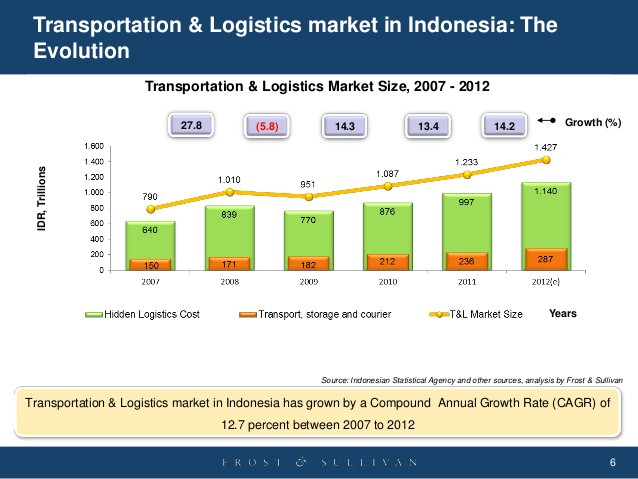 Transportation & Logistics market in Indonesia: The
Evolution
Transportation & Logistics Market Size, 2007 - 2012
27.8 (5.8) 14.3 13.4 14.2 Growth (%)
IDR, Trillions
1.600
1.400
1.200
1.000
800
600
400
200
0
790 1.010 951 1.087 1.233 1.427
640 839 770 876 997 1.140
150 171 182 212 236 287
2007 2008 2009 2010 2011 2012(e)
Hidden Logistics Cost Transport, storage and courier T&L Market Size Years
Source: Indonesian Statistical Agency and other sources, analysis by Frost & Sullivan
Transportation & Logistics market in Indonesia has grown by a Compound Annual Growth Rate (CAGR) of
12.7 percent between 2007 to 2012
FROST & SULLIVAN
6